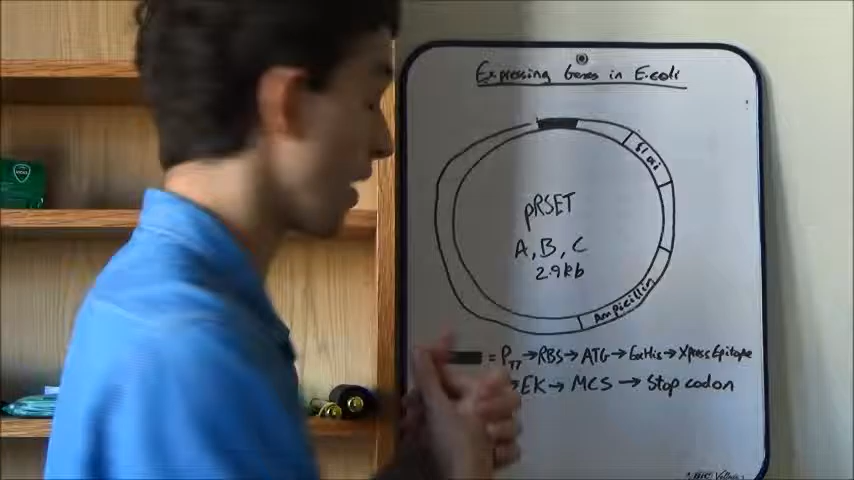 Expressing Genes in E.coli
f1 ori
pRSET
A, B, C
2.9kb
Ampicillin
= PT7→RBS→ATG→6xHis→Xpress Epitope
→EK→ MCS → Stop codon